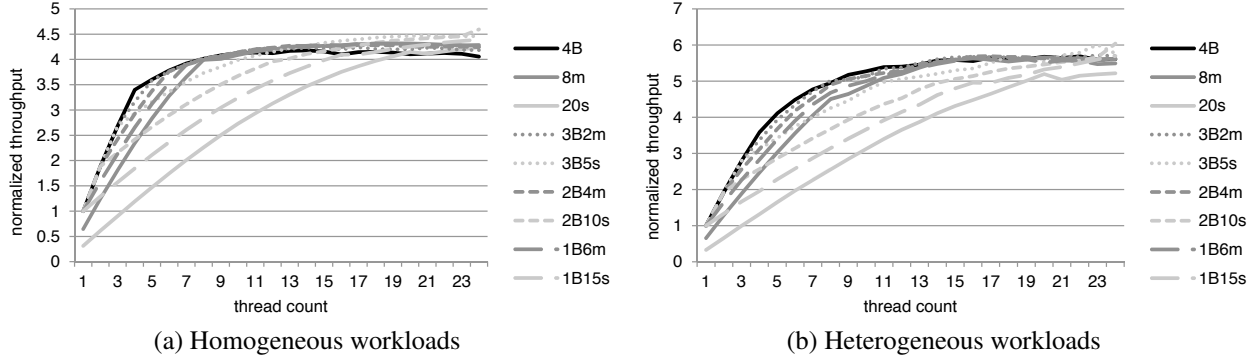 5
4.5
4
3.5
3
2.5
2
1.5
1
0.5
0
normalized throughput
1 3 5 7 9 11 13 15 17 19 21 23
thread count
4B
8m
20s
3B2m
3B5s
2B4m
2B10s
1B6m
1B15s
(a) Homogeneous workloads
7
6
5
4
3
2
1
0
normalized throughput
1 3 5 7 9 11 13 15 17 19 21 23
thread count
4B
8m
20s
3B2m
3B5s
2B4m
2B10s
1B6m
1B15s
(b) Heterogeneous workloads